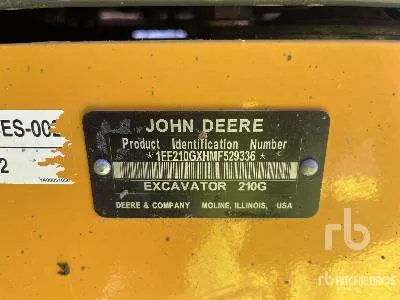 ES-002
2
JOHN DEERE
Product Identification Number
*1FF210GXHMF529336*
EXCAVATOR 210G
DEERE & COMPANY MOLINE, ILLINOIS, USA
rb
RITCHIE BROS